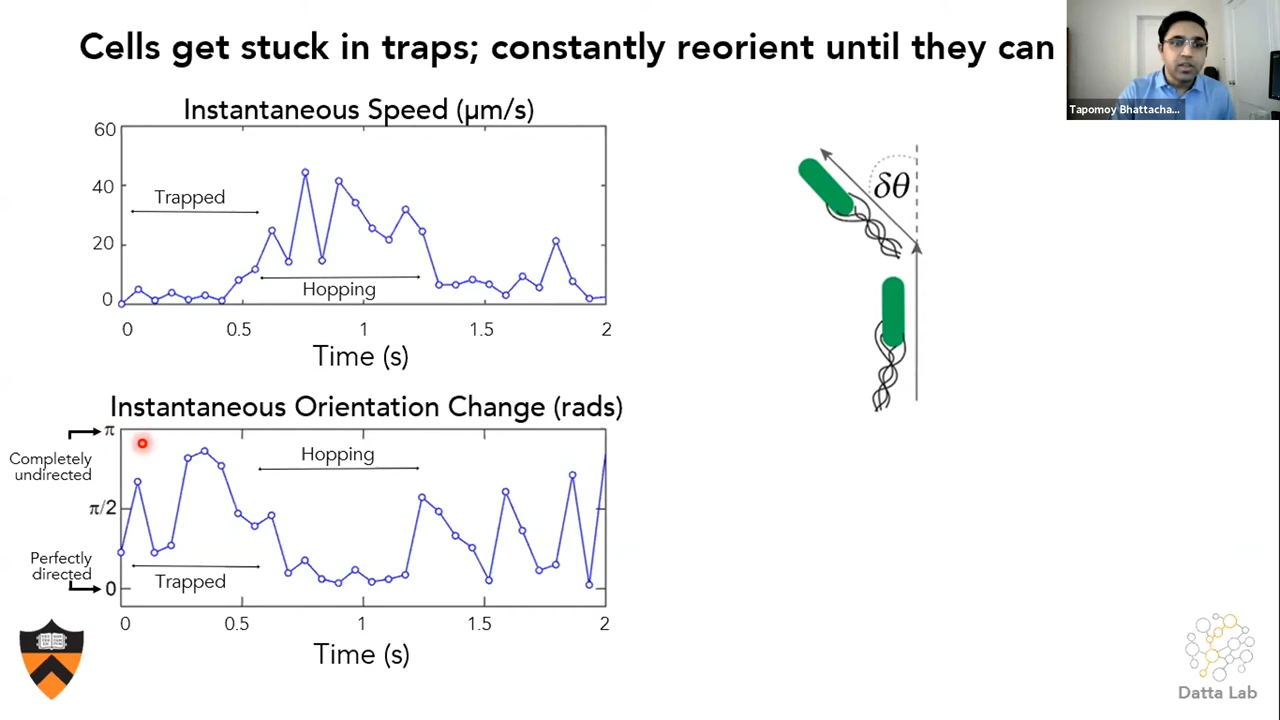 Cells get stuck in traps; constantly reorient until they can
Tapomoy Bhattacha...
Instantaneous Speed (μm/s)
60
40
20
0
Trapped
Hopping
0 0.5 1 1.5 2
Time (s)
δθ
Instantaneous Orientation Change (rads)
π
Completely
undirected
π/2
Perfectly
directed
0
Hopping
Trapped
0 0.5 1 1.5 2
Time (s)
Datta Lab